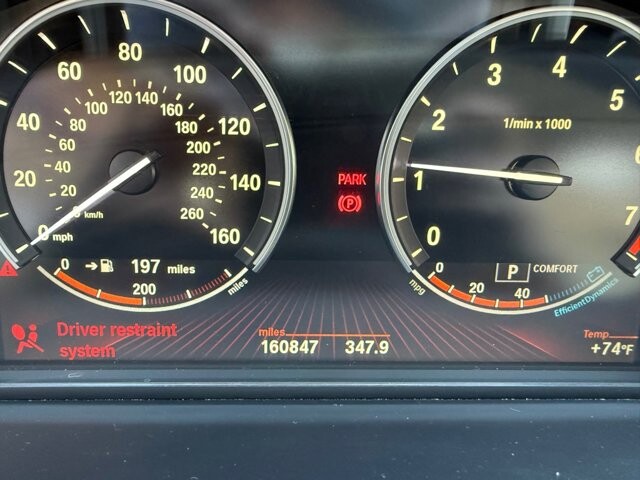 20 40 60 80 100 120 140 160
20 40 60 80 100 120 140 160 180 200 220 240 260
km/h
0 mph
197 miles
0 200 miles
Driver restraint
system
miles
160847 347.9
PARK
P
0 1 2 3 4 5 6 7
1/min x 1000
P COMFORT
mpg 0 20 40
EfficientDynamics
Temp
+74°F